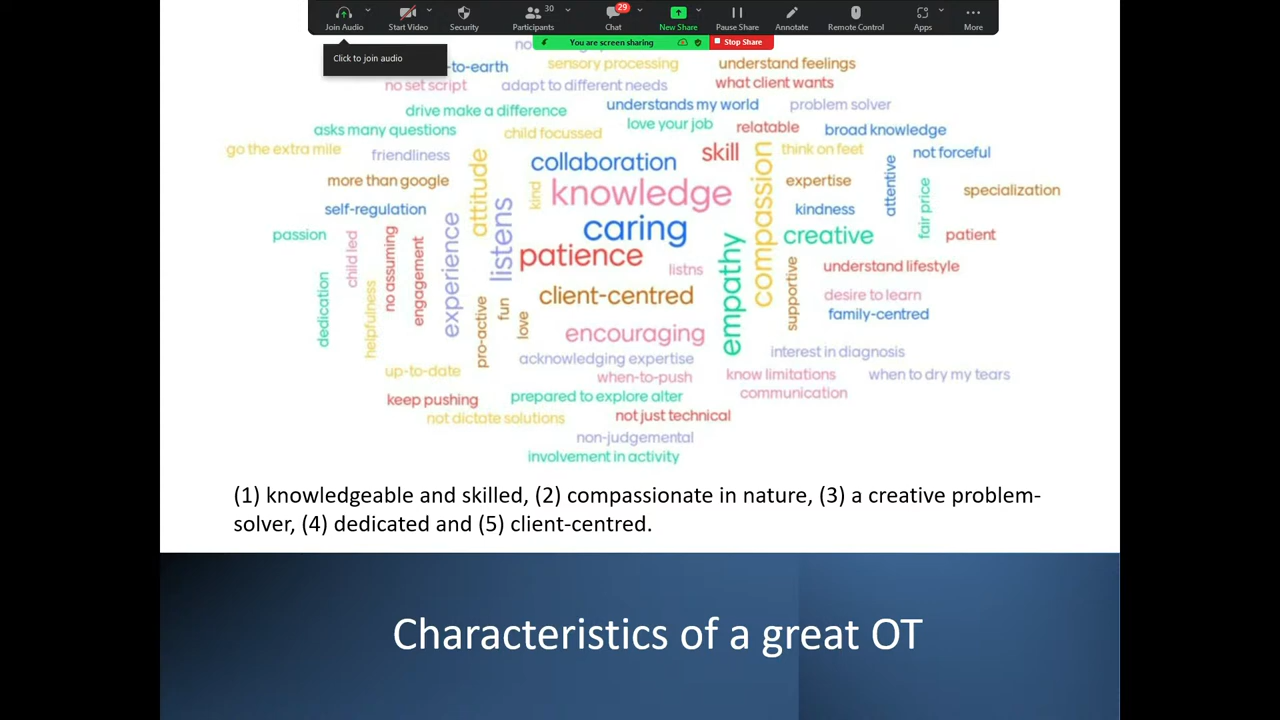 30
29
Join Audio Start Video Security Participants Chat New Share Pause Share Annotate Remote Control Apps More
You are screen sharing Stop Share
Click to join audio
no
-to-earth
sensory processing
understand feelings
no set script
adapt to different needs
what client wants
drive make a difference
understands my world
problem solver
asks many questions
child focussed
love your job
relatable
broad knowledge
go the extra mile
friendliness
attitude
collaboration
skill
compassion
think on feet
not forceful
more than google
kind
knowledge
expertise
attentive
fair price
specialization
self-regulation
experience
listens
caring
kindness
passion
child led
no assuming
engagement
patience
listns
empathy
creative
patient
dedication
helpfulness
pro-active
fun
love
client-centred
supportive
understand lifestyle
desire to learn
family-centred
encouraging
acknowledging expertise
interest in diagnosis
up-to-date
when-to-push
know limitations
when to dry my tears
keep pushing
prepared to explore alter
communication
not dictate solutions
not just technical
non-judgemental
involvement in activity
(1) knowledgeable and skilled, (2) compassionate in nature, (3) a creative problem-
solver, (4) dedicated and (5) client-centred.
Characteristics of a great OT